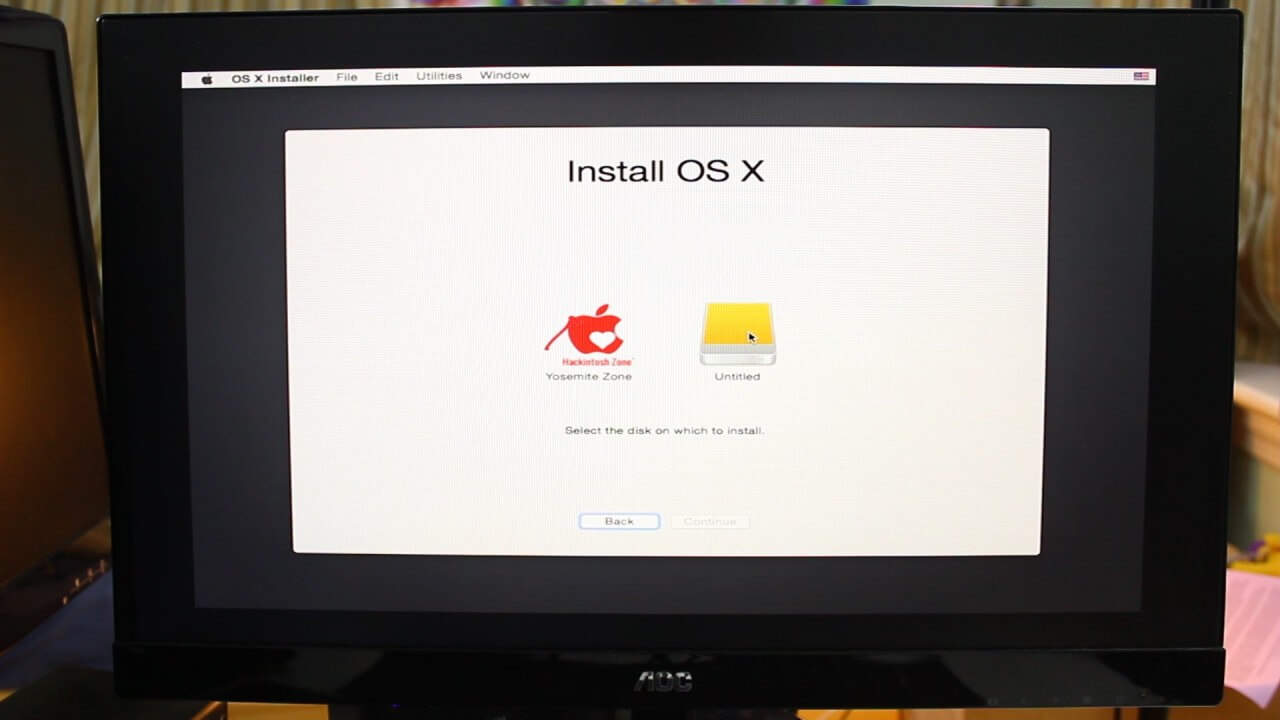 OS X Installer File Edit Utilities Window
Install OS X
Hackintosh Zone
Yosemite Zone
Untitled
Select the disk on which to install.
Back
Continue
AOC